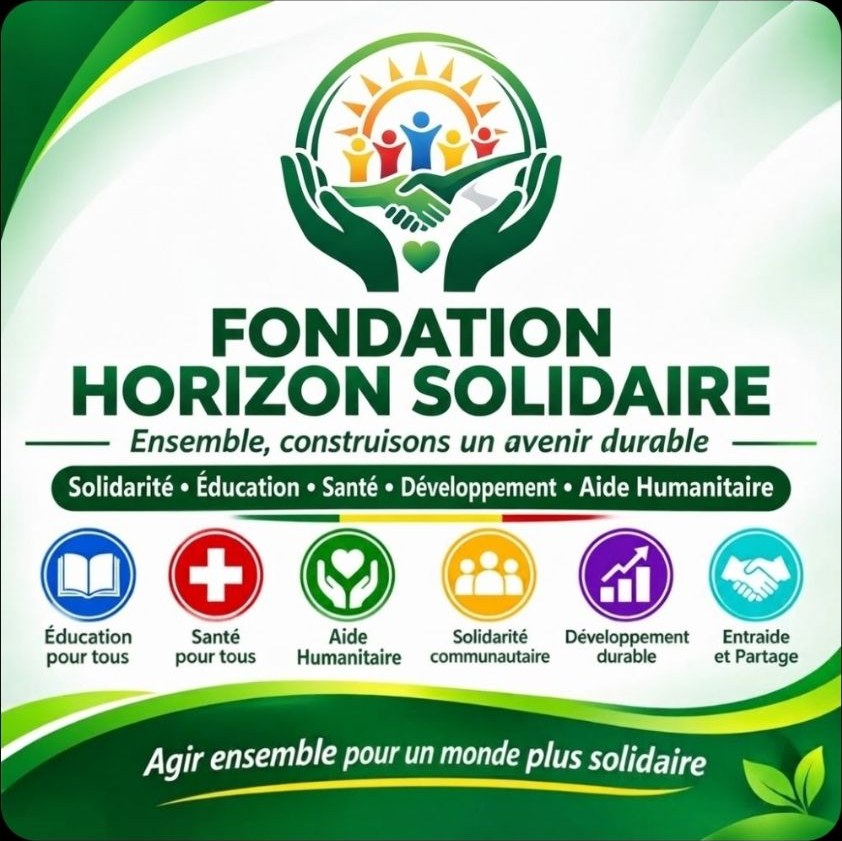 FONDATION
HORIZON SOLIDAIRE
Ensemble, construisons un avenir durable
Solidarité • Éducation • Santé • Développement • Aide Humanitaire
Éducation
pour tous
Santé
pour tous
Aide
Humanitaire
Solidarité
communautaire
Développement
durable
Entraide
et Partage
Agir ensemble pour un monde plus solidaire